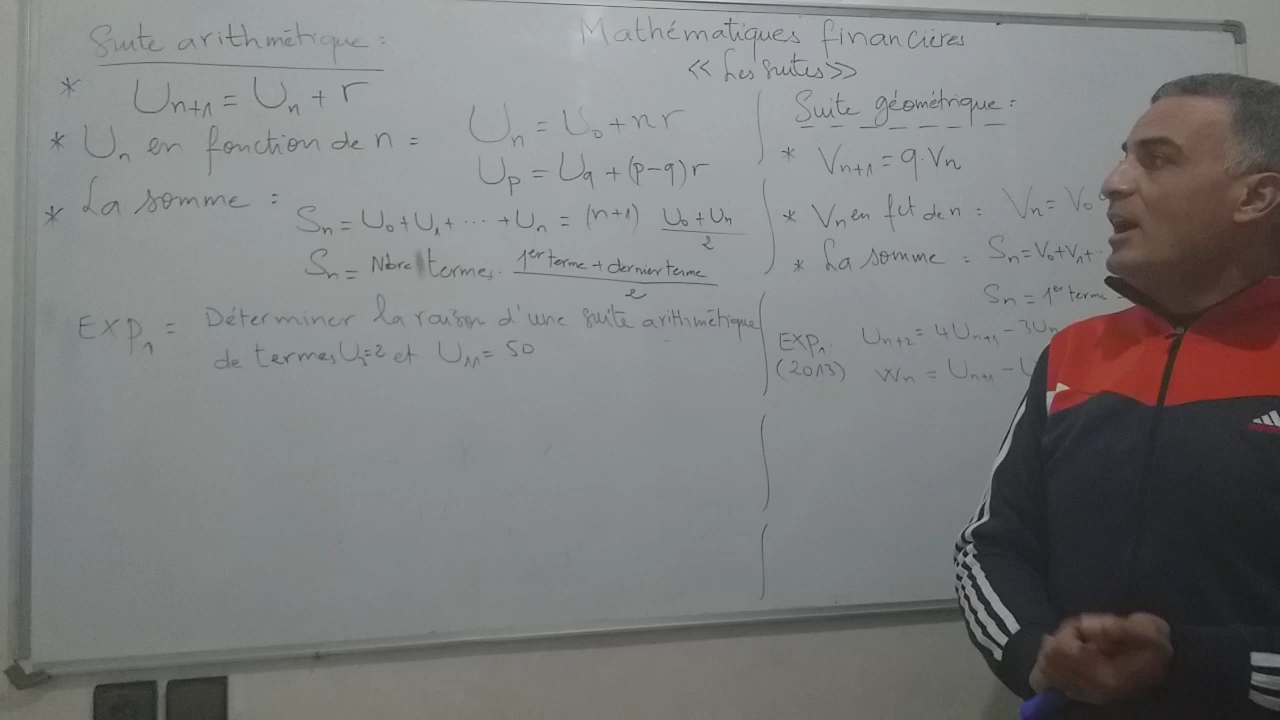 Mathématiques financières
<< Les suites >>
Suite arithmétique :
* Un+1 = Un + r
* Un en fonction de n : Un = U0 + nr
Up = Uq + (p-q)r
* La somme :
Sn = U0 + U1 + ... + Un = (n+1) (U0 + Un)/2
Sn = Nbre termes. (1er terme + dernier terme)/2
EXP1 = Déterminer la raison d'une suite arithmétique
de termes = 2 et U11 = 50
Suite géométrique :
* Vn+1 = q.Vn
* Vn en fct de n : Vn = V0
* La somme : Sn = V0 + V1 +
Sn = 1er terme
EXP1 Un+2 = 4Un+1 - 3Un
(2013) Wn = Un+1 -